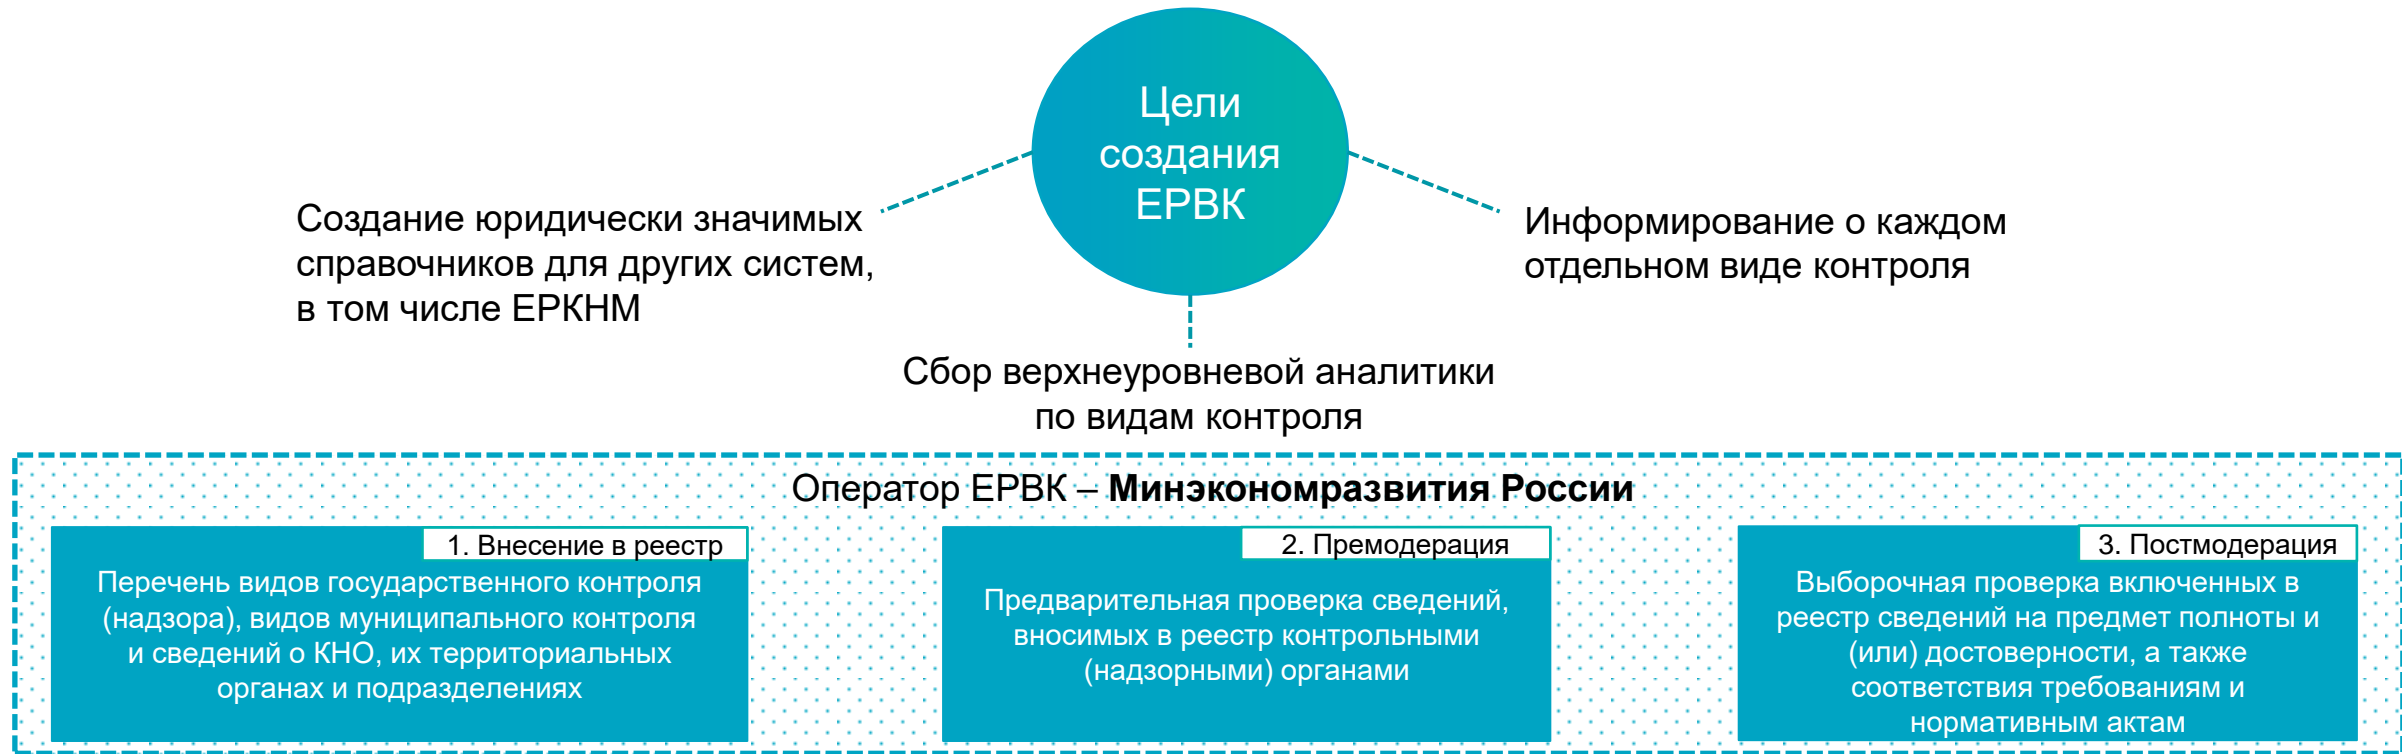 Цели
создания
ЕРВК
Создание юридически значимых
справочников для других систем,
в том числе ЕРКНМ
Информирование о каждом
отдельном виде контроля
Сбор верхнеуровневой аналитики
по видам контроля
Оператор ЕРВК – Минэкономразвития России
1. Внесение в реестр
Перечень видов государственного контроля
(надзора), видов муниципального контроля
и сведений о КНО, их территориальных
органах и подразделениях
2. Премодерация
Предварительная проверка сведений,
вносимых в реестр контрольными
(надзорными) органами
3. Постмодерация
Выборочная проверка включенных в
реестр сведений на предмет полноты и
(или) достоверности, а также
соответствия требованиям и
нормативным актам